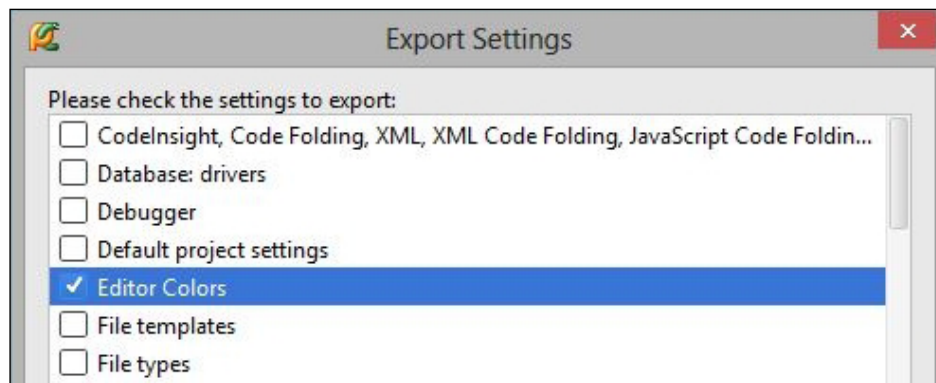 Export Settings
Please check the settings to export:
CodeInsight, Code Folding, XML, XML Code Folding, JavaScript Code Foldin...
Database: drivers
Debugger
Default project settings
Editor Colors
File templates
File types